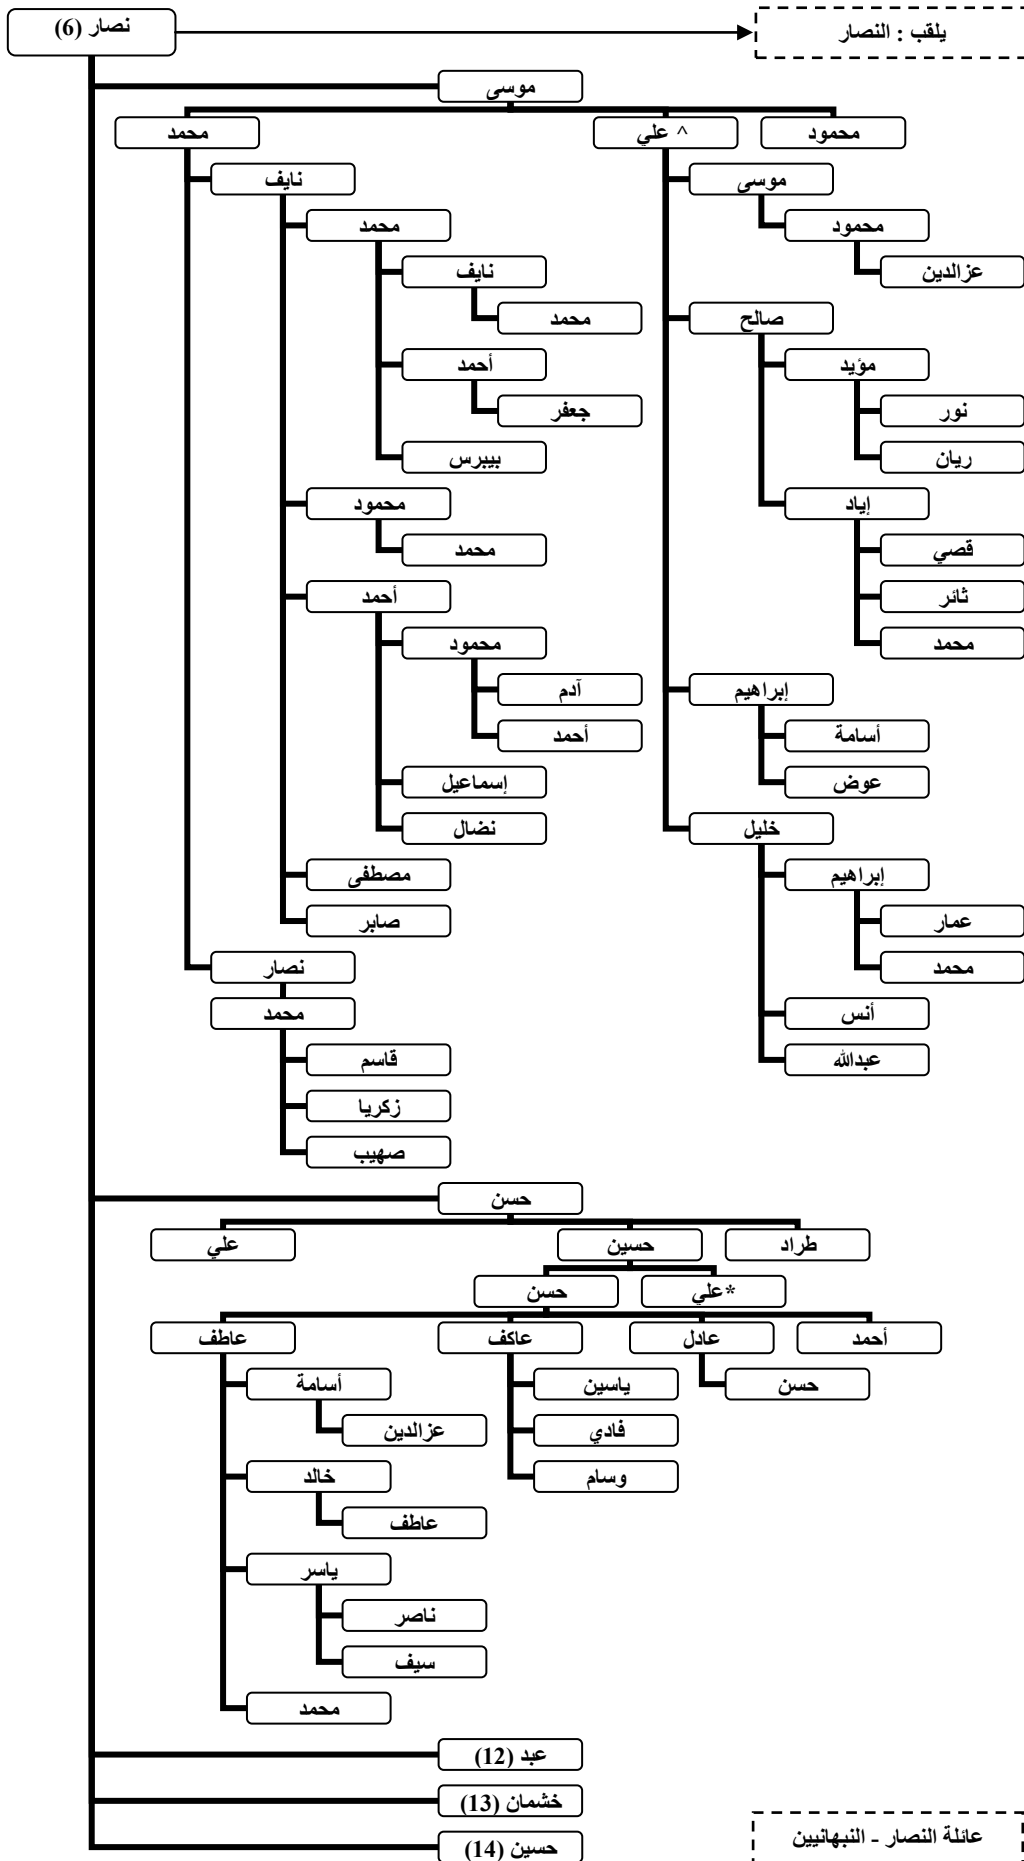 نصار (6)
يلقب : النصار
موسى
محمود
علي ^
محمد
موسى
نايف
محمود
محمد
عزالدين
نايف
صالح
محمد
مؤيد
أحمد
نور
جعفر
ريان
بيبرس
إياد
محمود
قصي
محمد
ثائر
أحمد
محمد
محمود
إبراهيم
آدم
أسامة
أحمد
عوض
إسماعيل
خليل
نضال
إبراهيم
مصطفى
عمار
صابر
محمد
نصار
أنس
محمد
عبدالله
قاسم
زكريا
صهيب
حسن
طراد
حسين
علي
*علي
حسن
أحمد
عادل
عاكف
عاطف
حسن
ياسين
أسامة
فادي
عزالدين
وسام
خالد
عاطف
ياسر
ناصر
سيف
محمد
عبد (12)
خشمان (13)
حسين (14)
عائلة النصار - النبهانيين